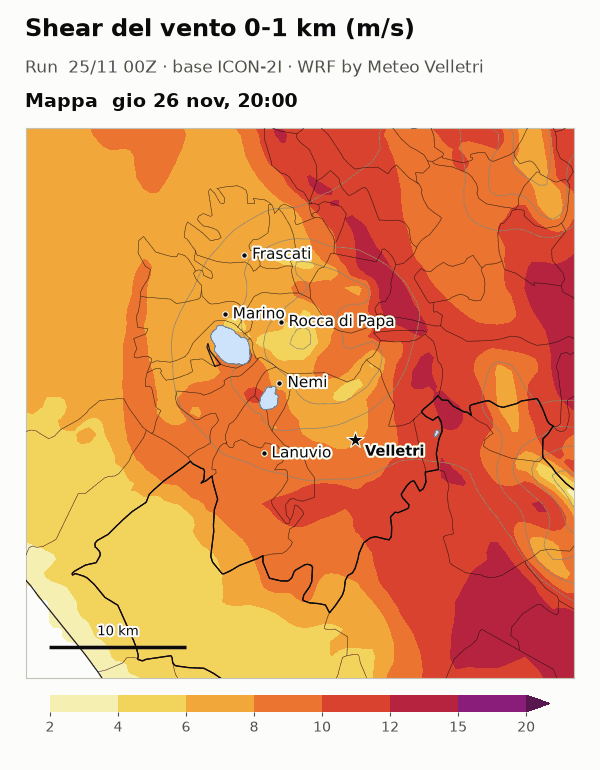 Shear del vento 0-1 km (m/s)
Run  25/11 00Z · base ICON-2I · WRF by Meteo Velletri
Mappa  gio 26 nov, 20:00
Frascati
Marino
Rocca di Papa
Nemi
Velletri
Lanuvio
10 km
2 4 6 8 10 12 15 20